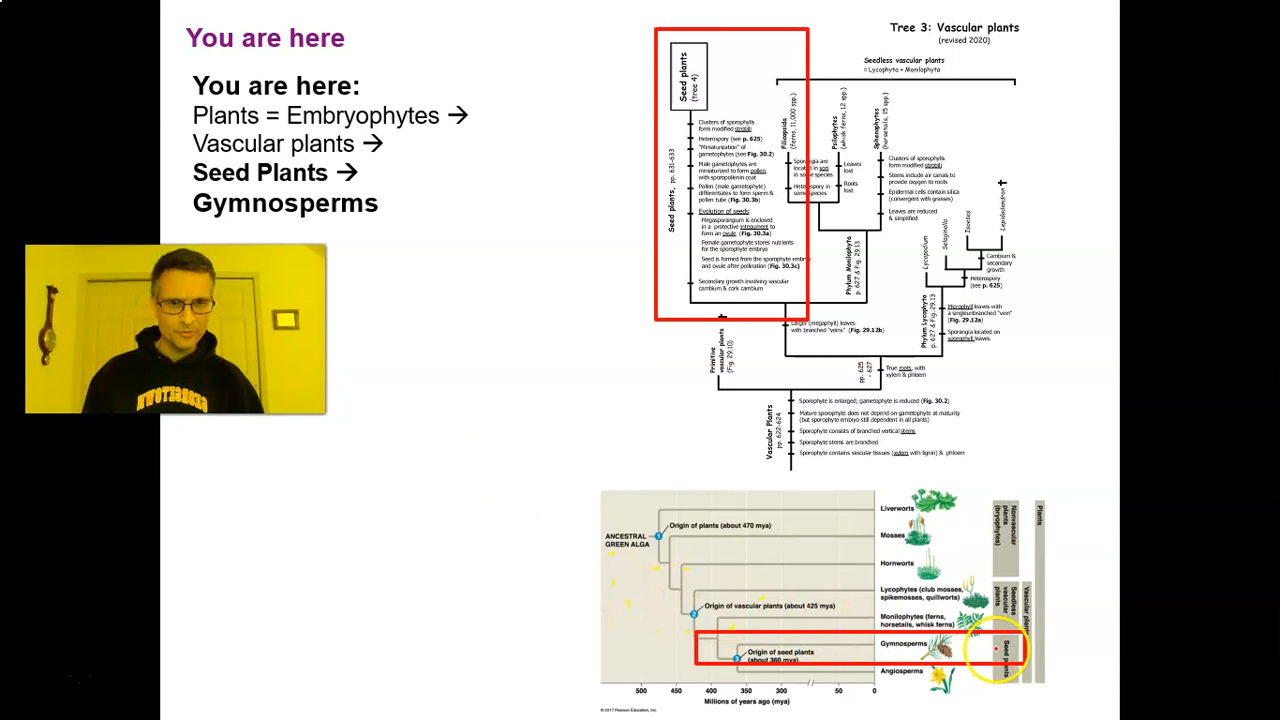 You are here
You are here:
Plants = Embryophytes →
Vascular plants →
Seed Plants →
Gymnosperms
GEORGETOWN
Tree 3: Vascular plants
(revised 2020)
Seedless vascular plants
= Lycophyta + Monilophyta
Seed plants
(tree 4)
Seed plants, pp. 631-633
Clusters of sporophylls
form modified strobili
Heterospory (see p. 625)
"Miniaturization" of
gametophytes (see Fig. 30.2)
Male gametophytes are
miniaturized to form pollen,
with sporopollenin coat
Pollen (male gametophyte)
differentiates to form sperm &
pollen tube (Fig. 30.3b)
Evolution of seeds:
Megasporangium is enclosed
in a protective integument to
form an ovule (Fig. 30.3a)
Female gametophyte stores nutrients
for the sporophyte embryo
Seed is formed from the sporophyte embryo
and ovule after pollination (Fig. 30.3c)
Secondary growth involving vascular
cambium & cork cambium
Filicopsida
(ferns, 11,000 spp.)
Sporangia are
located in sori
in some species
Heterospory in
some species
Psilophytes
(whisk ferns, 12 spp.)
Leaves
lost
Roots
lost
Sphenophytes
(horsetails, 15 spp.)
Clusters of sporophylls
form modified strobili
Stems include air canals to
provide oxygen to roots
Epidermal cells contain silica
(convergent with grasses)
Leaves are reduced
& simplified
Phylum Monilophyta
p. 627 & Fig. 29.13
Lycopodium
Selaginella
Isoetes
Lepidodendron
Cambium &
secondary
growth
Heterospory
(see p. 625)
Phylum Lycophyta
p. 627 & Fig. 29.13
Microphyll leaves with
a singleunbranched "vein"
(Fig. 29.12a)
Sporangia located on
sporophyll leaves
Larger (megaphyll) leaves
with branched "veins" (Fig. 29.12b)
Primitive
vascular plants
(Fig. 29.10)
pp. 625
- 627
True roots, with
xylem & phloem
Vascular Plants
pp. 622-624
Sporophyte is enlarged; gametophyte is reduced (Fig. 30.2)
Mature sporophyte does not depend on gametophyte at maturity
(but sporophyte embryo still dependent in all plants)
Sporophyte consists of branched vertical stems
Sporophyte stems are branched
Sporophyte contains vascular tissues (xylem with lignin) & phloem
ANCESTRAL
GREEN ALGA
1
Origin of plants (about 470 mya)
2
Origin of vascular plants (about 425 mya)
3
Origin of seed plants
(about 360 mya)
Liverworts
Mosses
Hornworts
Lycophytes (club mosses,
spikemosses, quillworts)
Monilophytes (ferns,
horsetails, whisk ferns)
Gymnosperms
Angiosperms
Nonvascular
plants
(bryophytes)
Seedless
vascular
plants
Seed plants
Vascular plants
Plants
500 450 400 350 300 50 0
Millions of years ago (mya)
© 2017 Pearson Education, Inc.